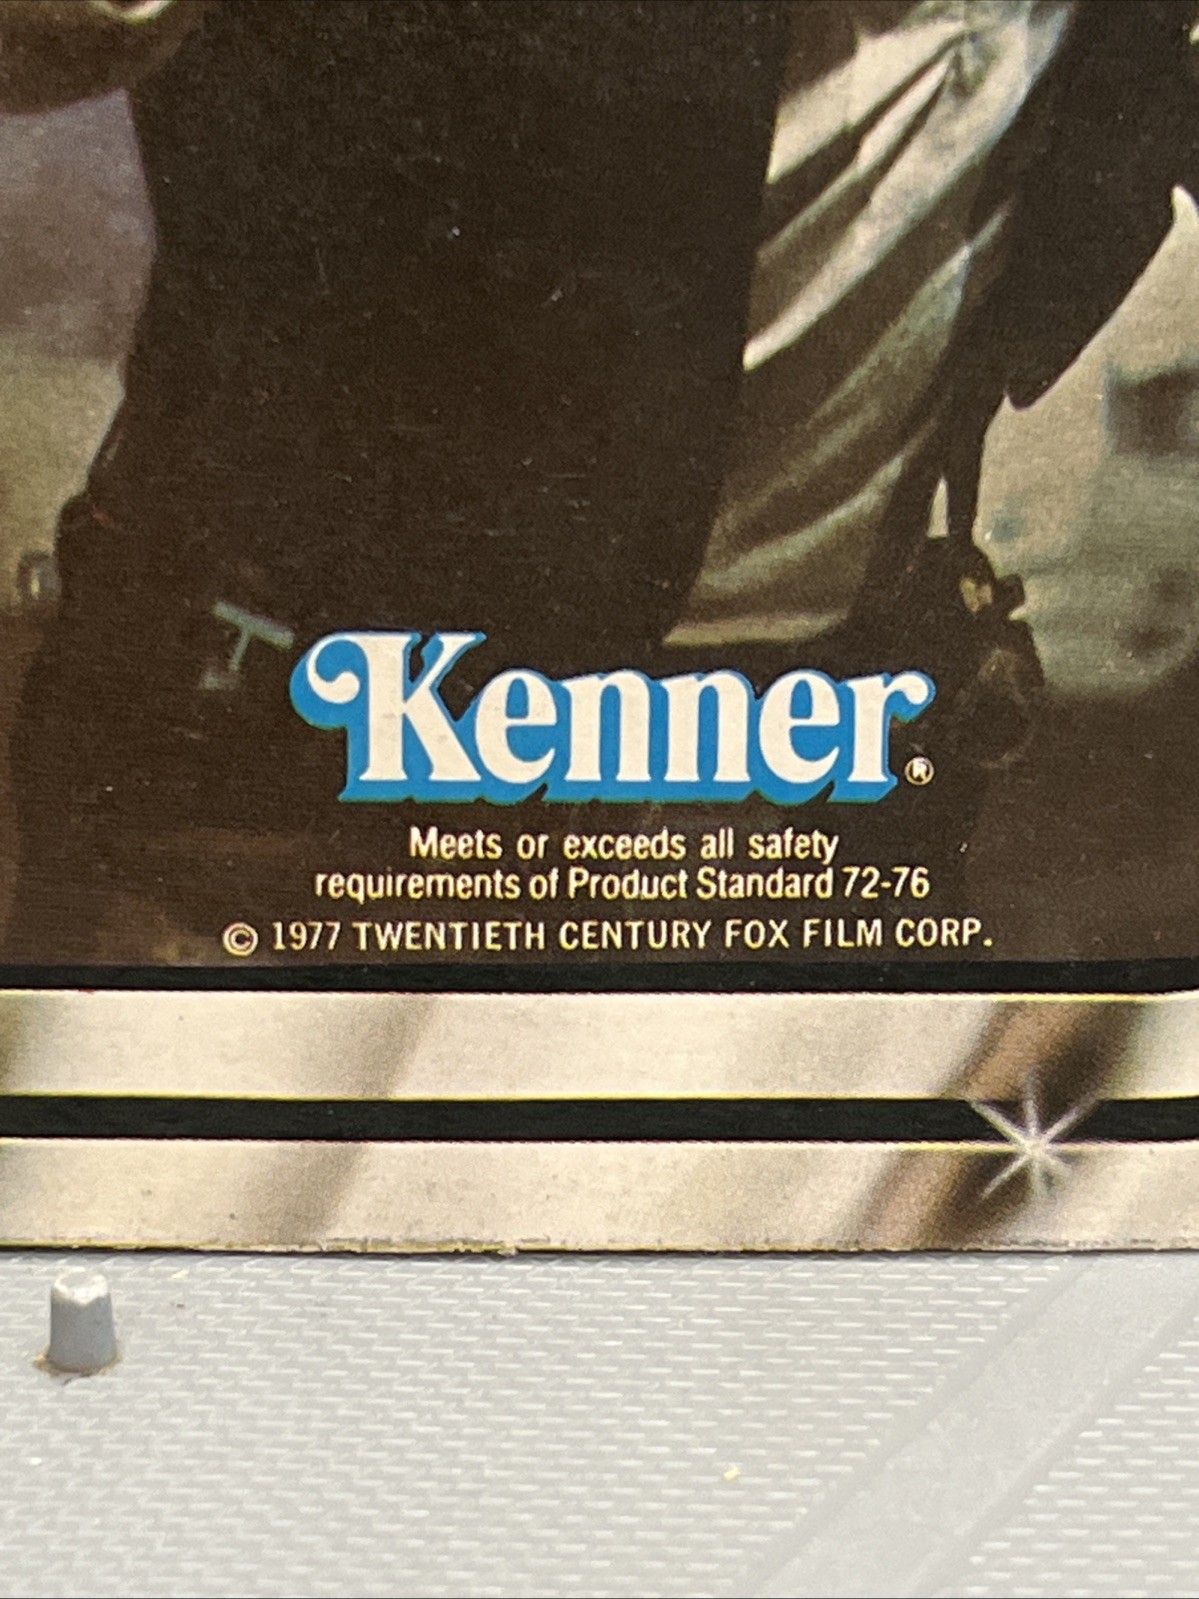 Kenner®
Meets or exceeds all safety
requirements of Product Standard 72-76
© 1977 TWENTIETH CENTURY FOX FILM CORP.